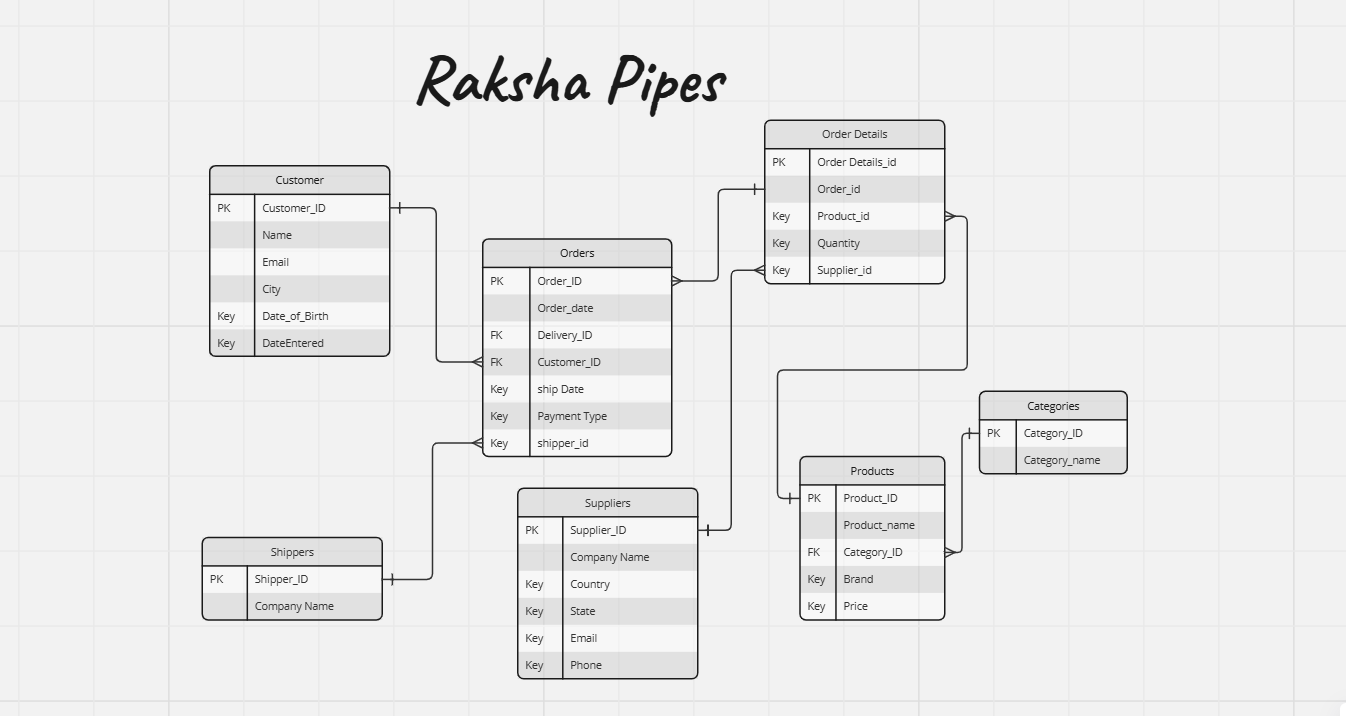 Raksha Pipes
Customer
PK Customer_ID
Name
Email
City
Key Date_of_Birth
Key DateEntered
Orders
PK Order_ID
Order_date
FK Delivery_ID
FK Customer_ID
Key ship Date
Key Payment Type
Key shipper_id
Order Details
PK Order Details_id
Order_id
Key Product_id
Key Quantity
Key Supplier_id
Shippers
PK Shipper_ID
Company Name
Suppliers
PK Supplier_ID
Company Name
Key Country
Key State
Key Email
Key Phone
Products
PK Product_ID
Product_name
FK Category_ID
Key Brand
Key Price
Categories
PK Category_ID
Category_name